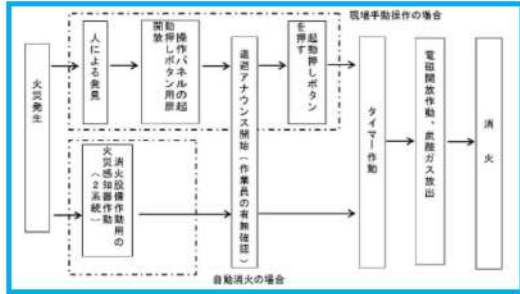 現場手動操作の場合
火災発生
人による発見
操作パネルの起
動押しボタン用扉
開放
退避アナウンス開始(作業員の有無確認)
起動押しボタン
を押す
タイマー作動
電磁開放作動、炭酸ガス放出
消火
消火設備作動用の
火災感知器作動
(2系統)
自動消火の場合